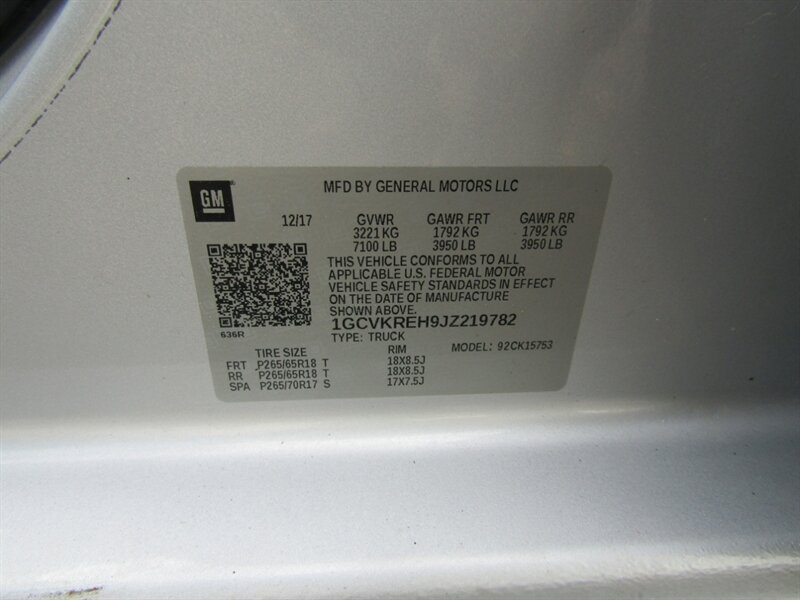 GM
MFD BY GENERAL MOTORS LLC
12/17 GVWR GAWR FRT GAWR RR
3221 KG 1792 KG 1792 KG
7100 LB 3950 LB 3950 LB
THIS VEHICLE CONFORMS TO ALL
APPLICABLE U.S. FEDERAL MOTOR
VEHICLE SAFETY STANDARDS IN EFFECT
ON THE DATE OF MANUFACTURE
SHOWN ABOVE.
1GCVKREH9JZ219782
636R
TYPE: TRUCK MODEL: 92CK15753
TIRE SIZE RIM
FRT P265/65R18 T 18X8.5J
RR P265/65R18 T 18X8.5J
SPA P265/70R17 S 17X7.5J